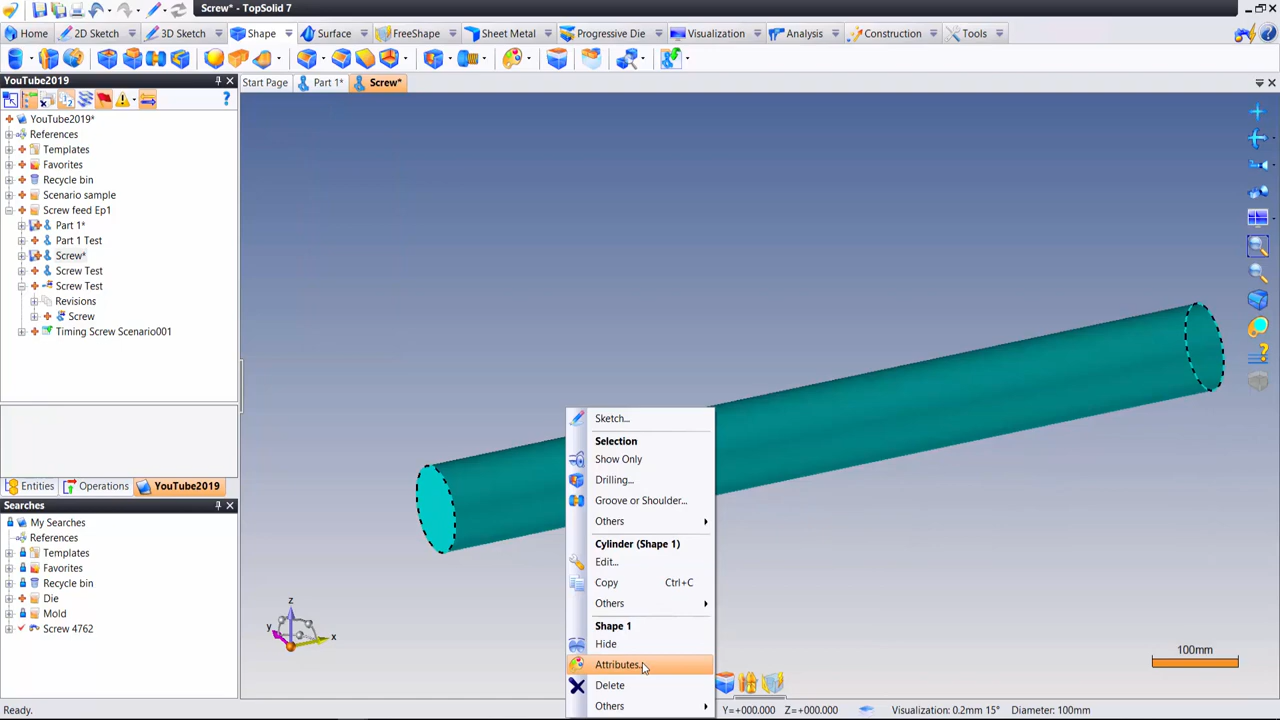 Screw* - TopSolid 7
Home
2D Sketch
3D Sketch
Shape
Surface
FreeShape
Sheet Metal
Progressive Die
Visualization
Analysis
Construction
Tools
YouTube2019
Start Page
Part 1*
Screw*
YouTube2019*
References
Templates
Favorites
Recycle bin
Scenario sample
Screw feed Ep1
Part 1*
Part 1 Test
Screw*
Screw Test
Screw Test
Revisions
Screw
Timing Screw Scenario001
Entities
Operations
YouTube2019
Searches
My Searches
References
Templates
Favorites
Recycle bin
Die
Mold
Screw 4762
Sketch...
Selection
Show Only
Drilling...
Groove or Shoulder...
Others
Cylinder (Shape 1)
Edit...
Copy Ctrl+C
Others
Shape 1
Hide
Attributes...
Delete
Others
z
y
x
100mm
Ready.
Y=+000.000 Z=+000.000 Visualization: 0.2mm 15° Diameter: 100mm